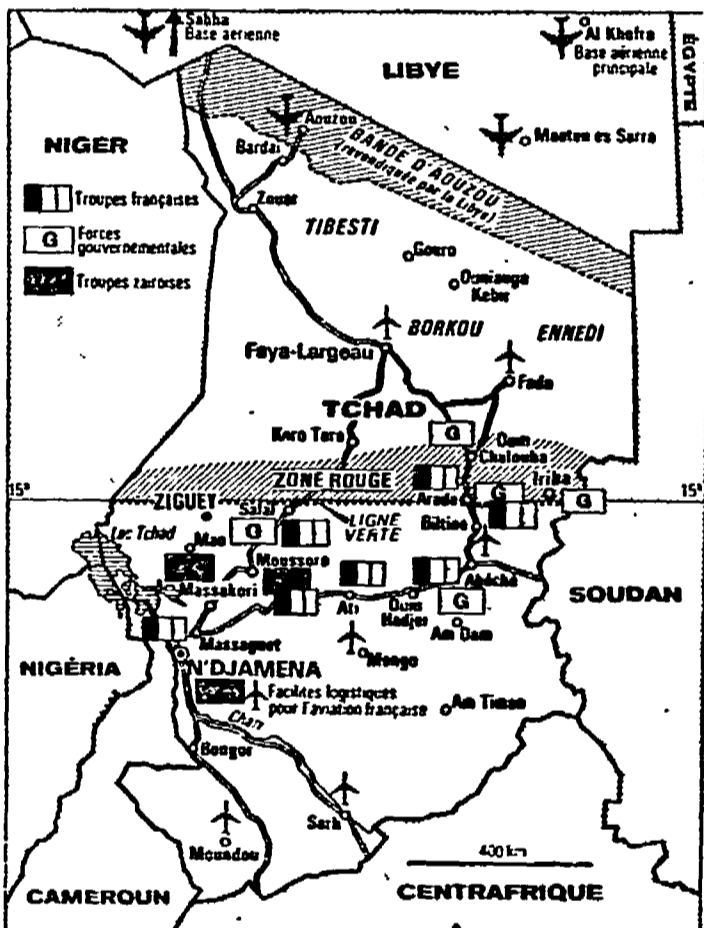 Sabha
Base aérienne
Al Khofra
Base aérienne
principale
ÉGYPTE
LIBYE
Aouzou
Maaten es Sarra
NIGER
Bardaï
BANDE D'AOUZOU
(revendiquée par la Libye)
Troupes françaises
Zouar
TIBESTI
G
Forces
gouvernementales
Gouro
Ounianga
Kebir
Troupes zaïroises
BORKOU
ENNEDI
Faya-Largeau
Fada
TCHAD
G
Koro Toro
Oum
Chalouba
ZONE ROUGE
Iriba
15°
Arada
G
G
15°
ZIGUEY
Salal
LIGNE
VERTE
Biltine
Lac Tchad
Mao
G
Moussoro
Abéché
Massakori
SOUDAN
Ati
Oum
Hadjer
G
Am Dam
Massaguet
Mongo
NIGÉRIA
N'DJAMENA
Facilités logistiques
pour l'aviation française
Am Timan
Chari
Bongor
Sarh
Moundou
400 km
CAMEROUN
CENTRAFRIQUE